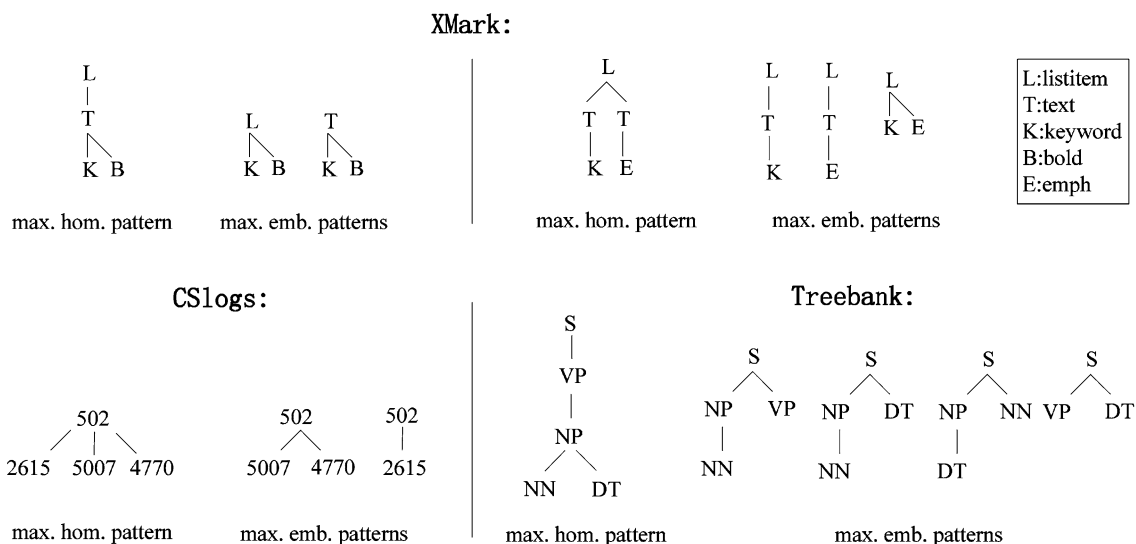 XMark:
L
T
K B
max. hom. pattern
L T
K B K B
max. emb. patterns
L
T T
K E
max. hom. pattern
L L L
T T K E
K E
max. emb. patterns
L:listitem
T:text
K:keyword
B:bold
E:emph
CSlogs:
502
2615 5007 4770
max. hom. pattern
502 502
5007 4770 2615
max. emb. patterns
Treebank:
S
VP
NP
NN DT
max. hom. pattern
S S S S
NP VP NP DT NP NN VP DT
NN NN DT
max. emb. patterns